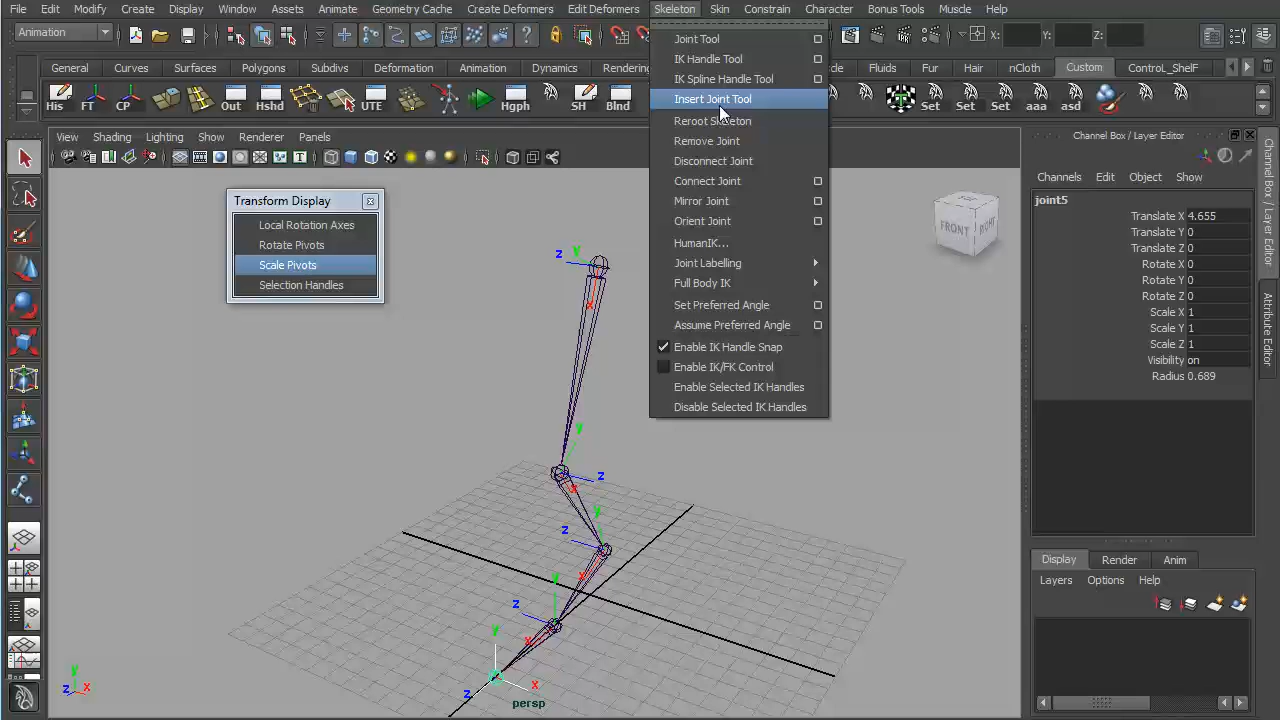 File Edit Modify Create Display Window Assets Animate Geometry Cache Create Deformers Edit Deformers Skeleton Skin Constrain Character Bonus Tools Muscle Help
Animation X: Y: Z:
General Curves Surfaces Polygons Subdivs Deformation Animation Dynamics Rendering Fluids Fur Hair nCloth Custom ControL_ShelF
His FT CP Out Hshd UTE Hgph SH Blnd Set Set Set aaa asd
View Shading Lighting Show Renderer Panels
Joint Tool
IK Handle Tool
IK Spline Handle Tool
Insert Joint Tool
Reroot Skeleton
Remove Joint
Disconnect Joint
Connect Joint
Mirror Joint
Orient Joint
HumanIK...
Joint Labelling
Full Body IK
Set Preferred Angle
Assume Preferred Angle
Enable IK Handle Snap
Enable IK/FK Control
Enable Selected IK Handles
Disable Selected IK Handles
Transform Display
Local Rotation Axes
Rotate Pivots
Scale Pivots
Selection Handles
FRONT RIGHT
z y
x
y
z
x
y
z
x
y
z
x
y
x
z
persp
y
z x
Channel Box / Layer Editor
Channels Edit Object Show
joint5
Translate X 4.655
Translate Y 0
Translate Z 0
Rotate X 0
Rotate Y 0
Rotate Z 0
Scale X 1
Scale Y 1
Scale Z 1
Visibility on
Radius 0.689
Display Render Anim
Layers Options Help
Channel Box / Layer Editor
Attribute Editor